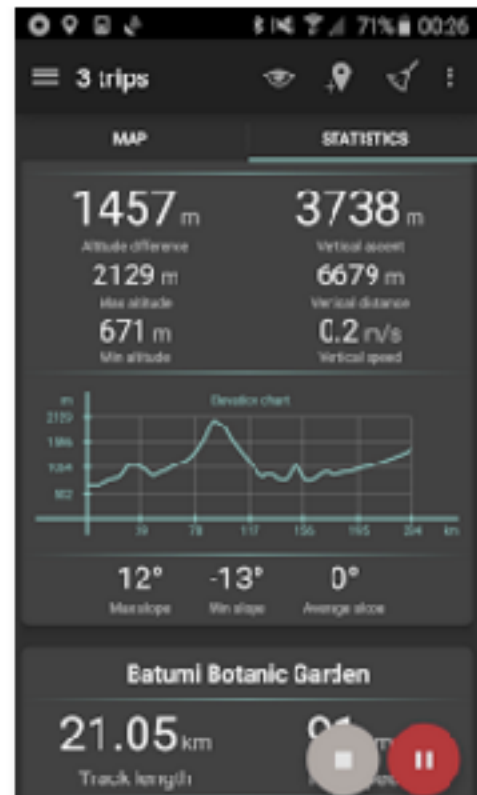 71% 00:26
3 trips
MAP STATISTICS
1457 m 3738 m
Altitude difference Vertical ascent
2129 m 6679 m
Max altitude Vertical distance
671 m 0.2 m/s
Min altitude Vertical speed
m Elevation chart
2129
1596
1064
39 78 117 156 195 234 km
12° -13° 0°
Max slope Min slope Average slope
Batumi Botanic Garden
21.05 km
Track length